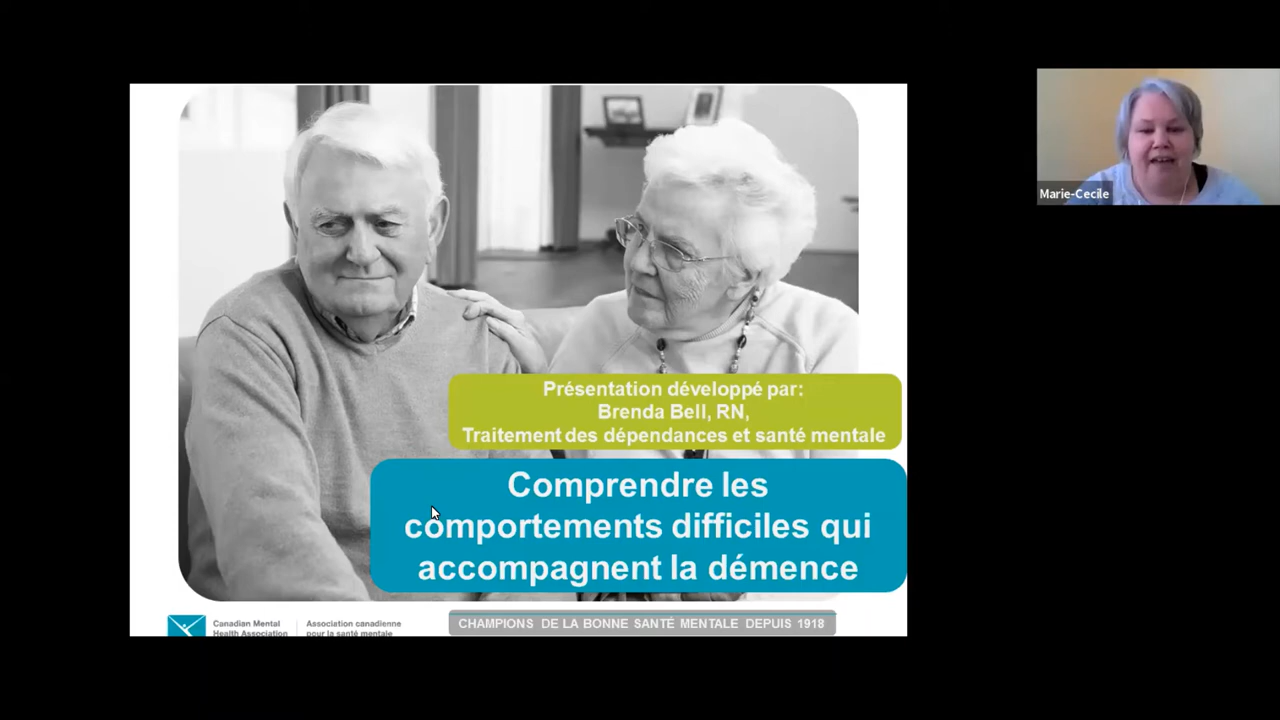 Marie-Cecile
Présentation développé par:
Brenda Bell, RN,
Traitement des dépendances et santé mentale
Comprendre les
comportements difficiles qui
accompagnent la démence
Canadian Mental
Health Association
Association canadienne
pour la santé mentale
CHAMPIONS DE LA BONNE SANTÉ MENTALE DEPUIS 1918